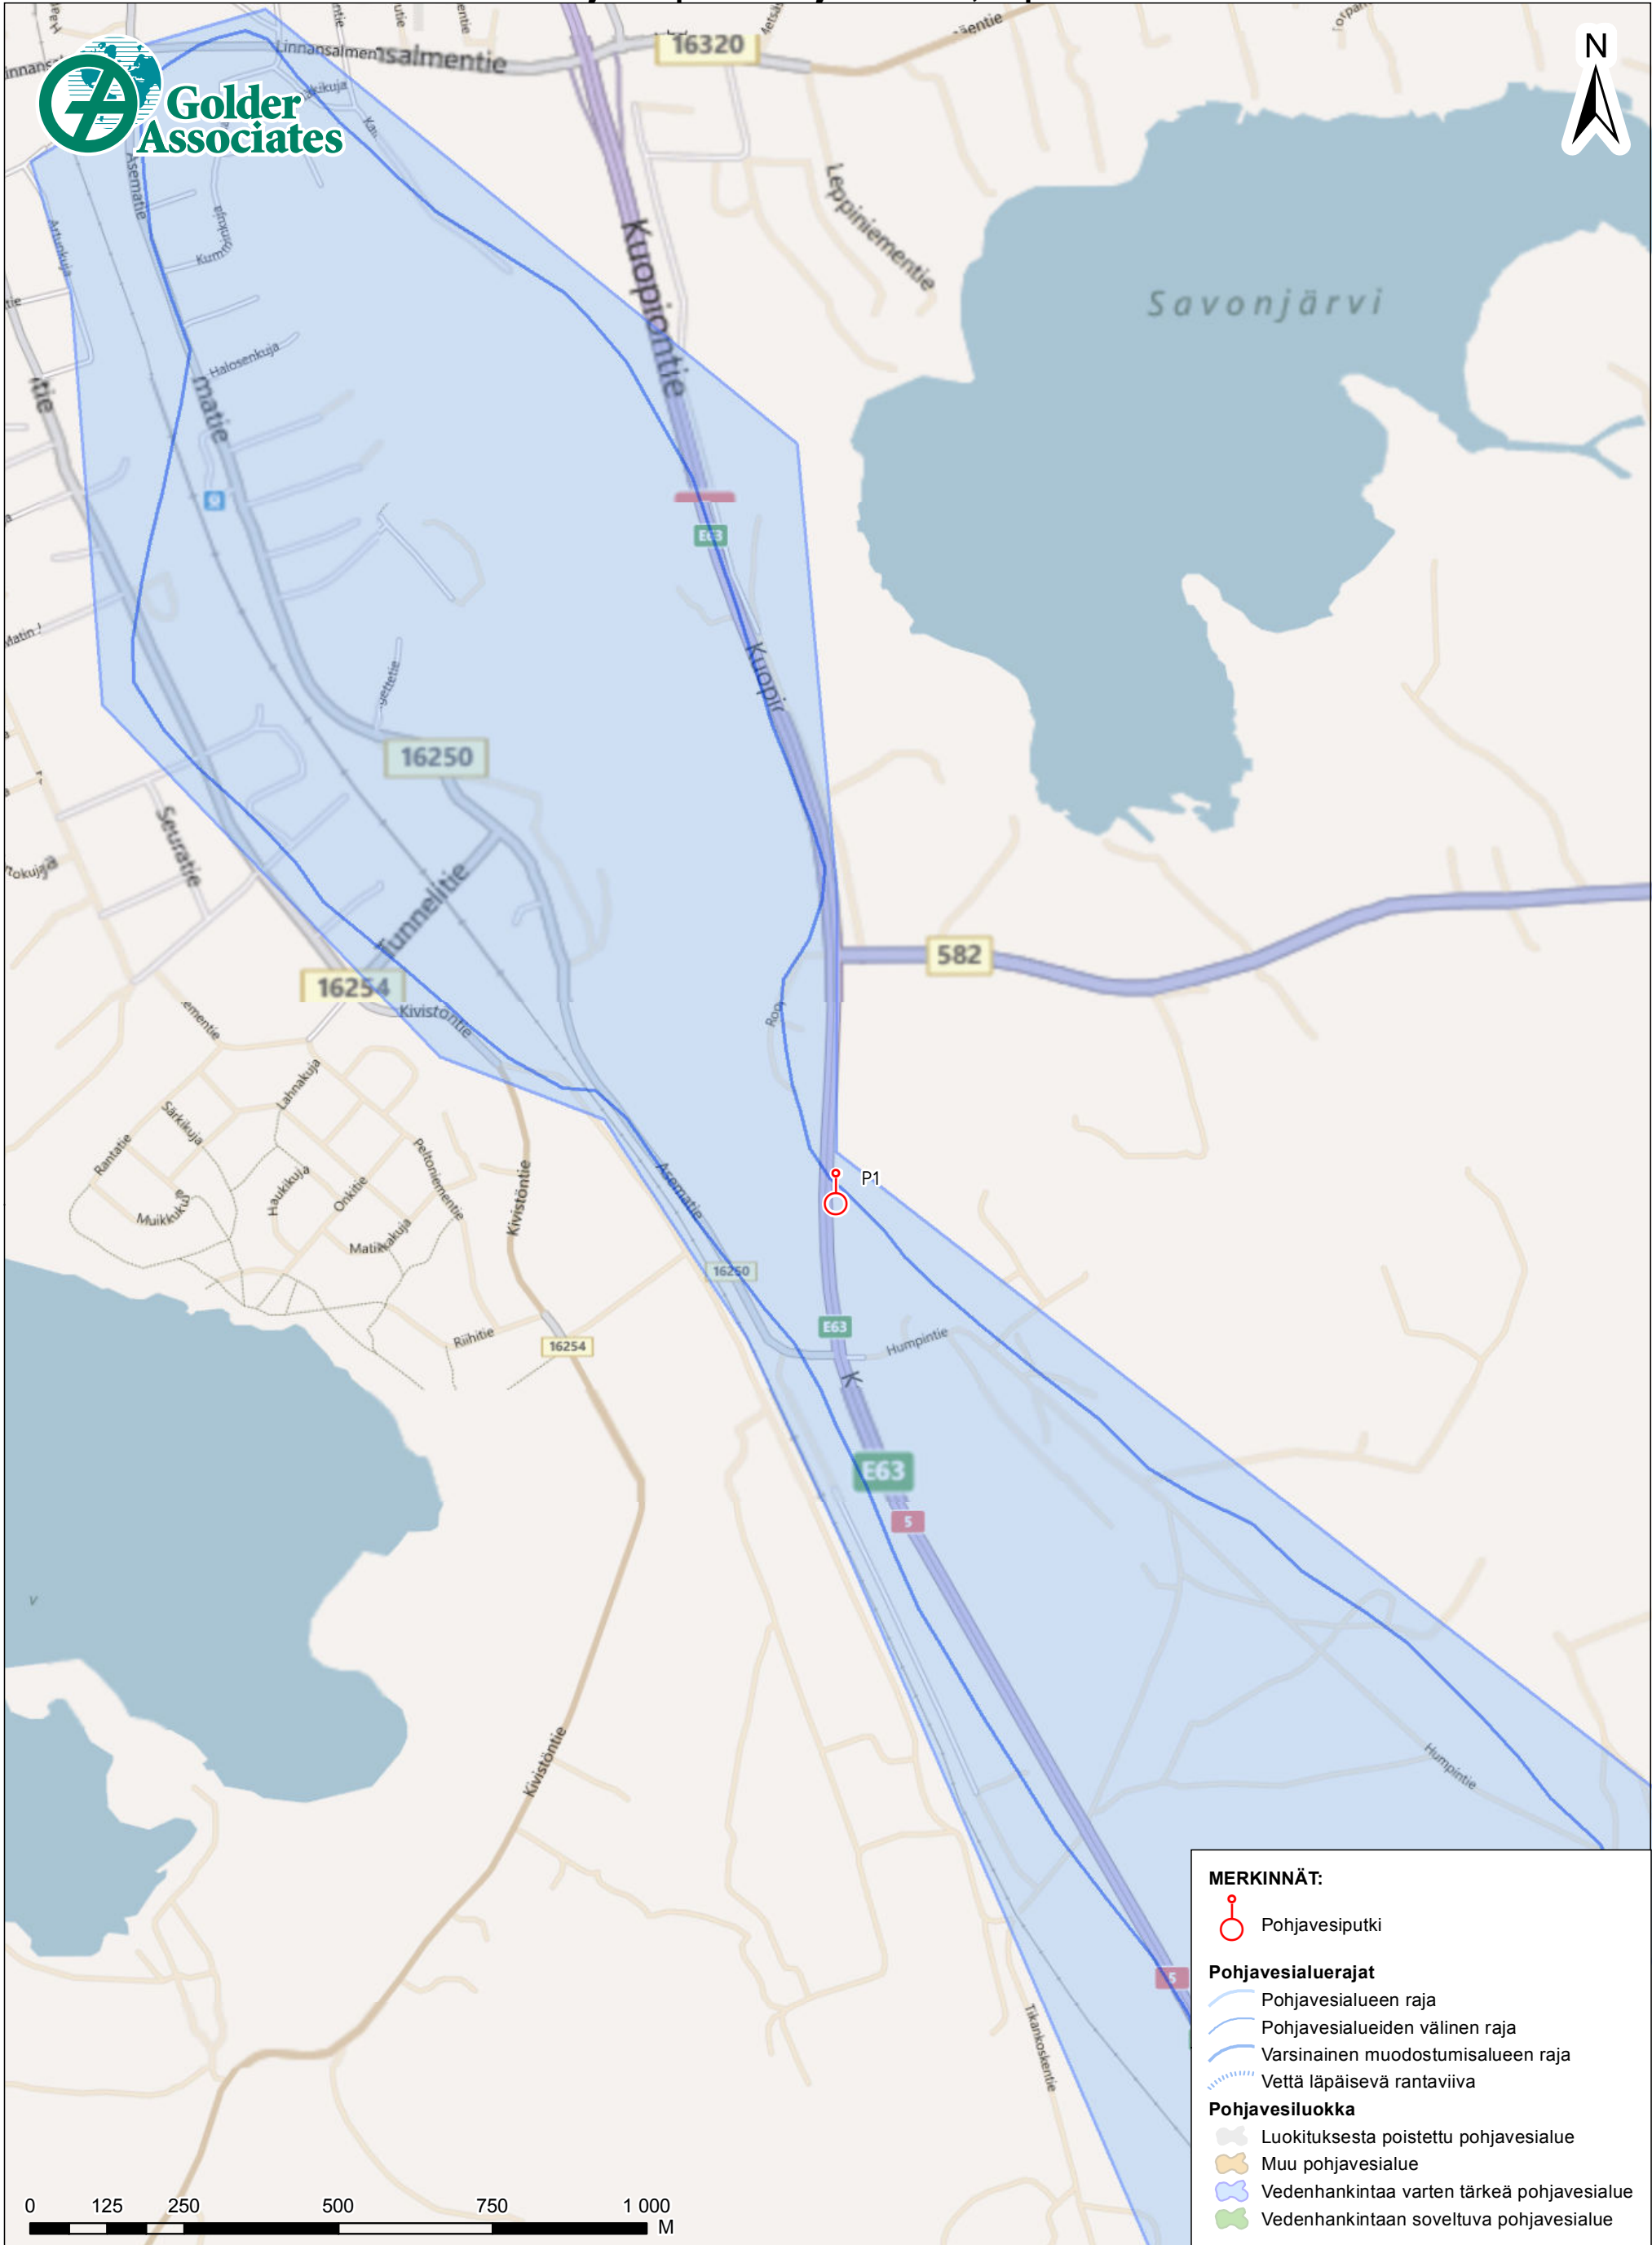 Linnansalmentie
16320
N
Golder
Associates
Asematie
Artunkuja
Leppiniementie
Kuopiontie
Savonjärvi
Halosenkuja
E63
16250
Seuratie
Tunnelitie
582
16254
Kivistöntie
Lahnakuja
Särkikuja
Rantatie
Haukikuja
Onkitie
Peltoniementie
Kivistöntie
Asematie
P1
16250
Riihitie
16254
E63
Humpintie
K
E63
5
Kivistöntie
Humpintie
5
Tikankoskentie
MERKINNÄT:
Pohjavesiputki
Pohjavesialuerajat
Pohjavesialueen raja
Pohjavesialueiden välinen raja
Varsinainen muodostumisalueen raja
Vettä läpäisevä rantaviiva
Pohjavesiluokka
Luokituksesta poistettu pohjavesialue
Muu pohjavesialue
Vedenhankintaa varten tärkeä pohjavesialue
Vedenhankintaan soveltuva pohjavesialue
0 125 250 500 750 1 000
M